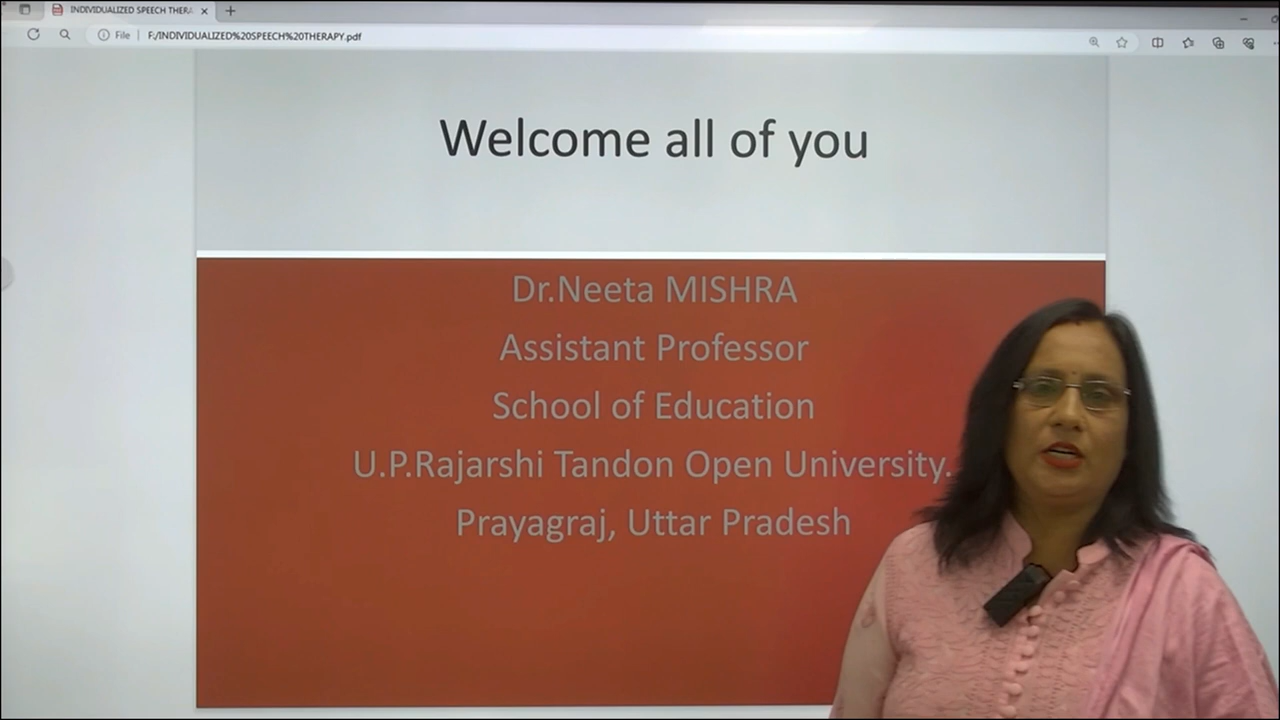 INDIVIDUALIZED SPEECH THERA
File
F:/INDIVIDUALIZED%20SPEECH%20THERAPY.pdf
Welcome all of you
Dr.Neeta MISHRA
Assistant Professor
School of Education
U.P.Rajarshi Tandon Open University.
Prayagraj, Uttar Pradesh